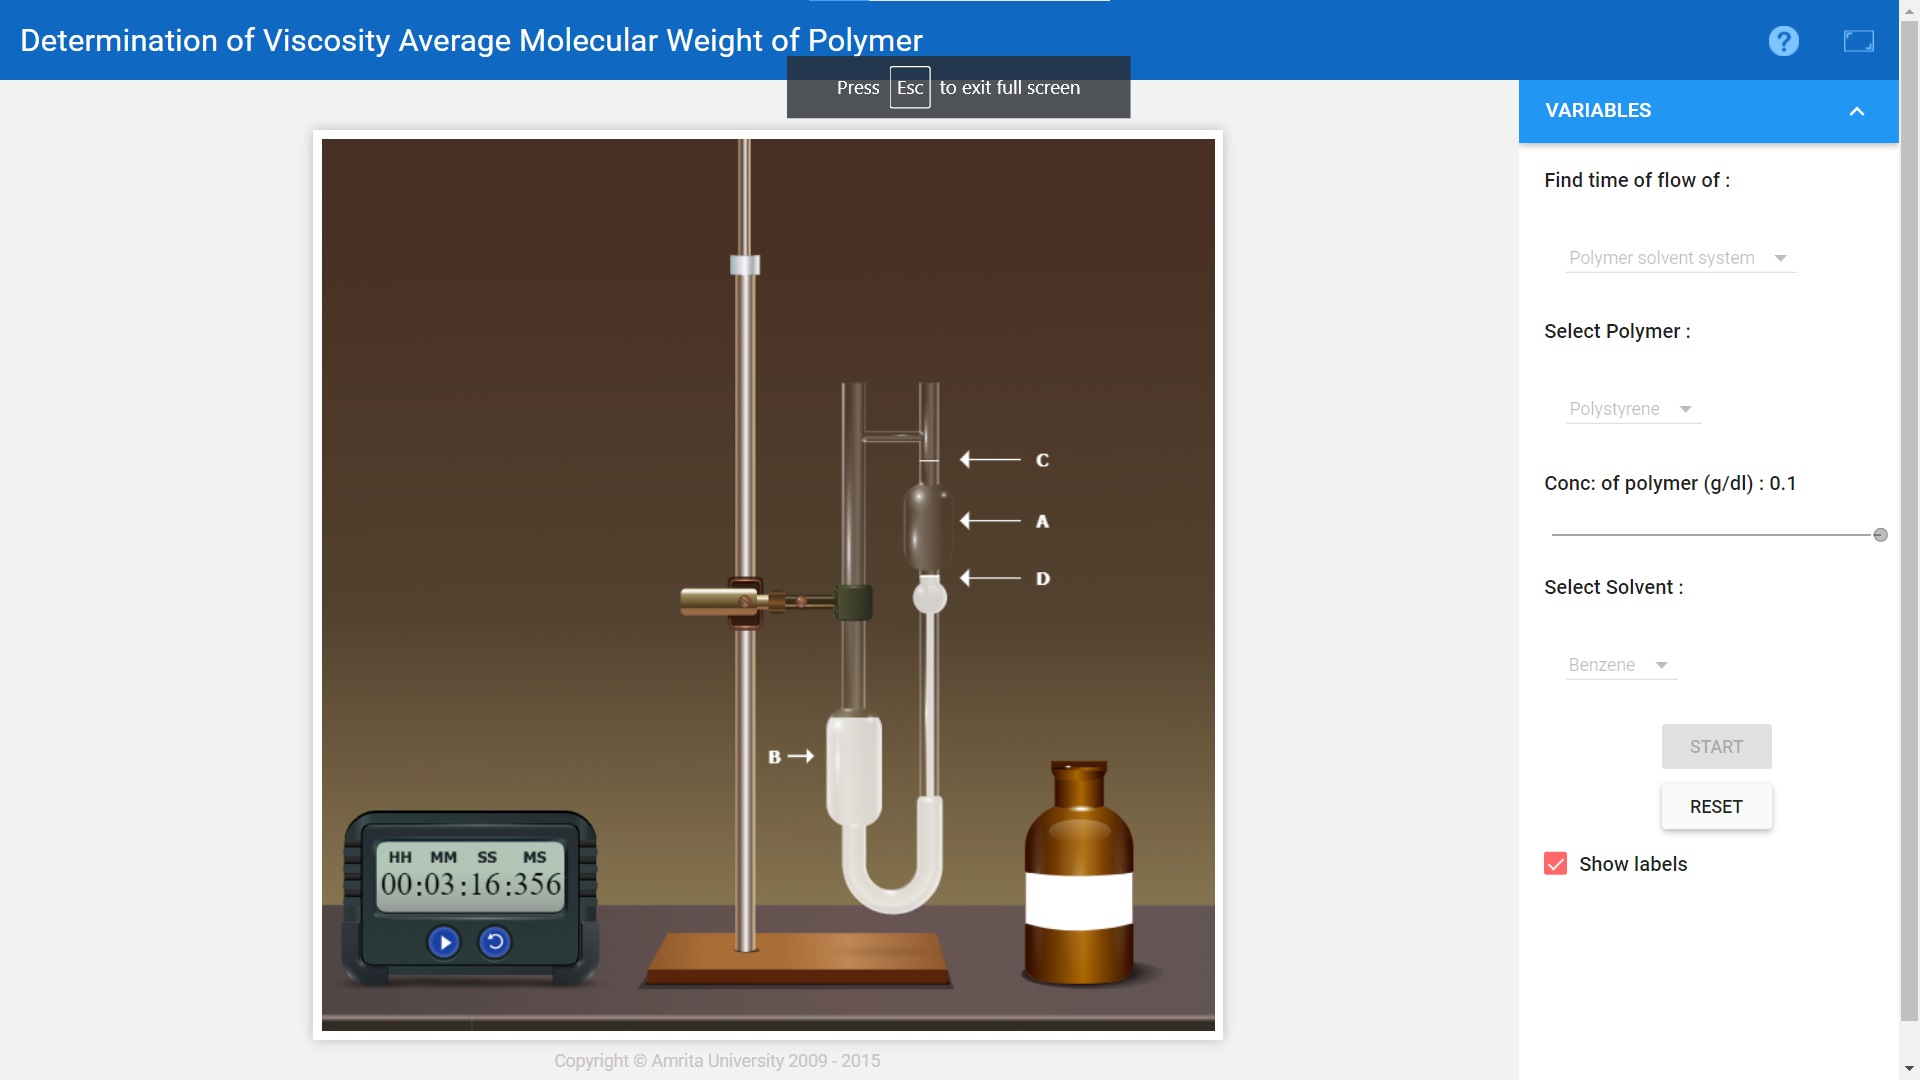 Determination of Viscosity Average Molecular Weight of Polymer
Press Esc to exit full screen
VARIABLES
Find time of flow of :
Polymer solvent system
Select Polymer :
Polystyrene
Conc: of polymer (g/dl) : 0.1
Select Solvent :
Benzene
START
RESET
Show labels
C
A
D
B
HH MM SS MS
00:03:16:356
Copyright © Amrita University 2009 - 2015